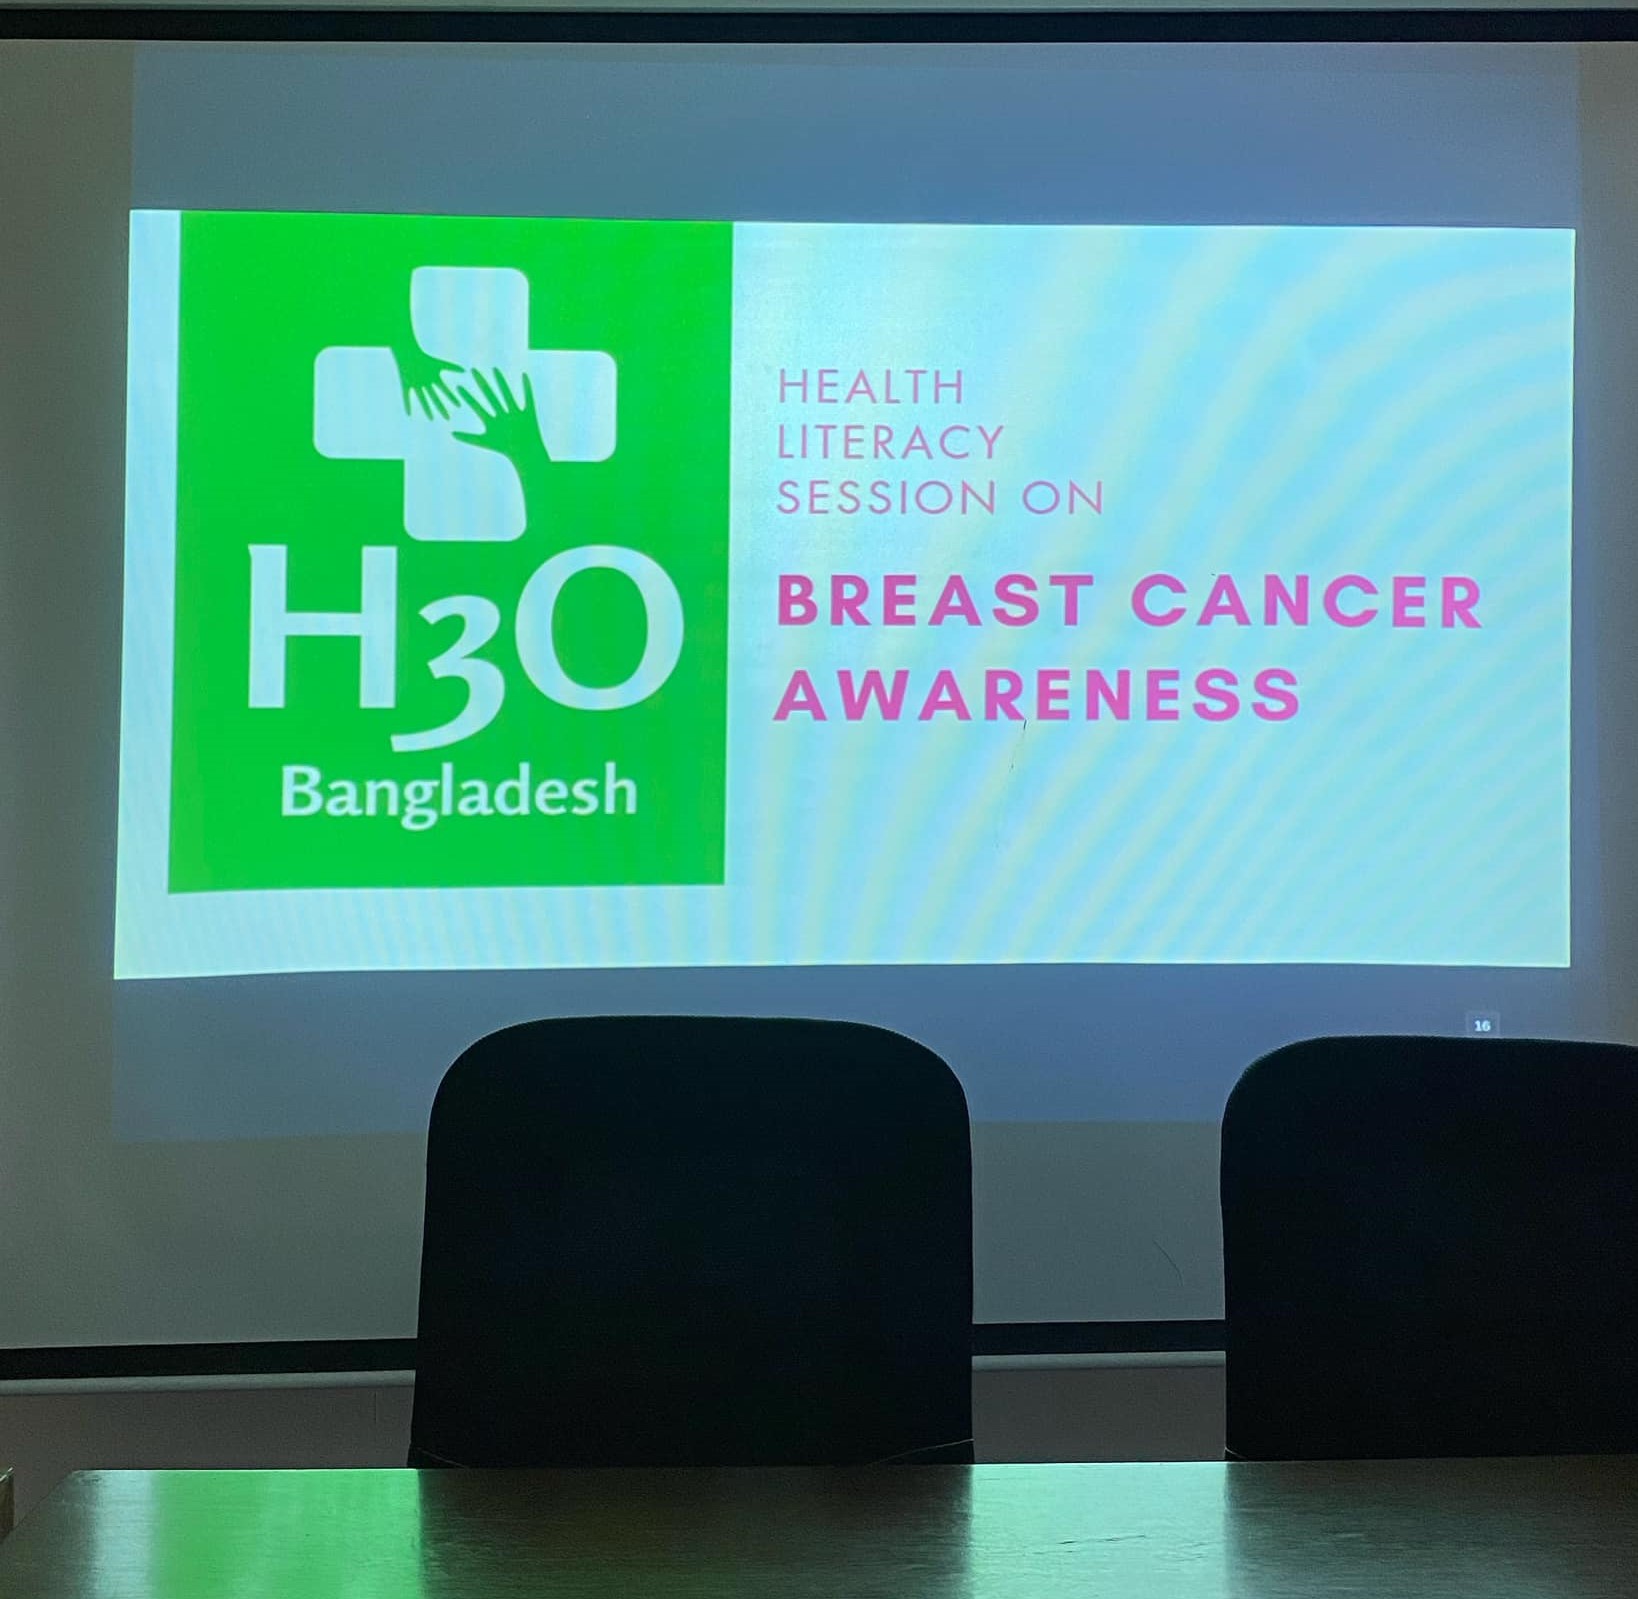 H3O
Bangladesh
HEALTH
LITERACY
SESSION ON
BREAST CANCER
AWARENESS
16